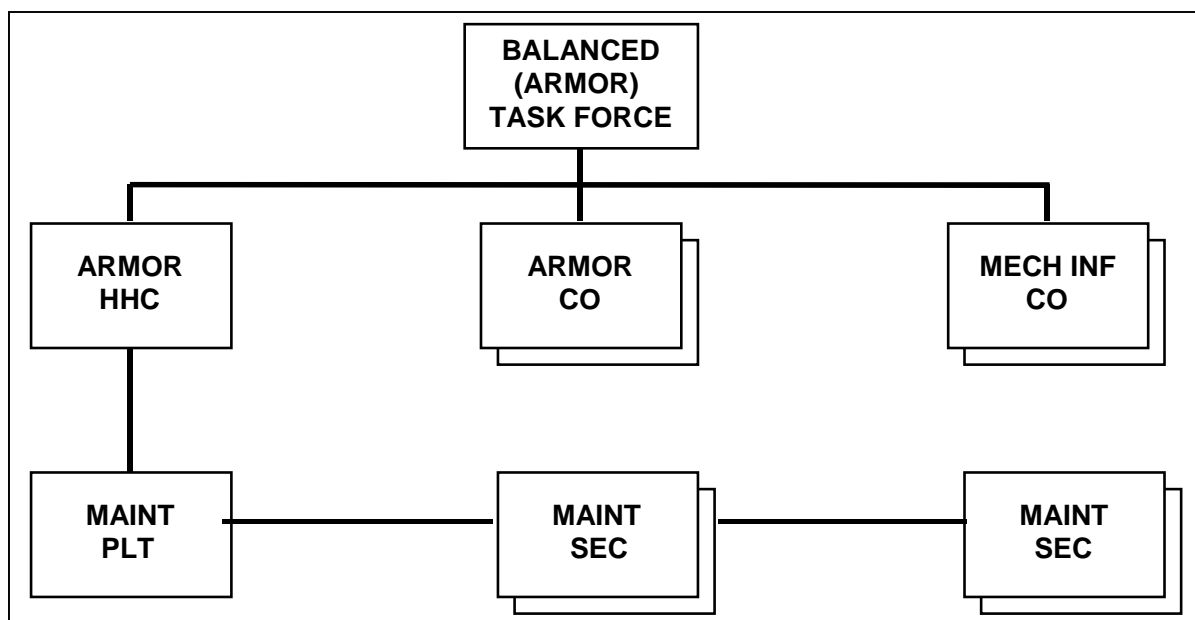 BALANCED
(ARMOR)
TASK FORCE
ARMOR
HHC
ARMOR
CO
MECH INF
CO
MAINT
PLT
MAINT
SEC
MAINT
SEC